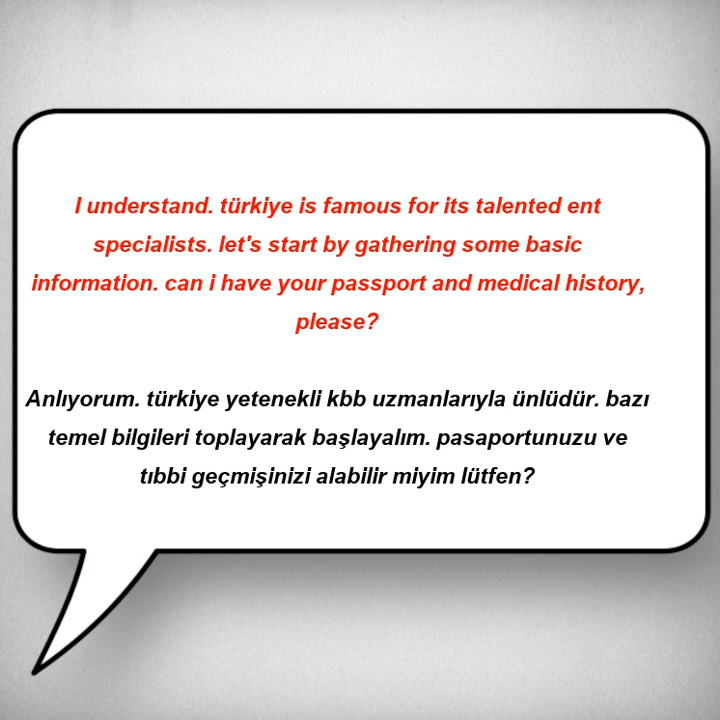 I understand. türkiye is famous for its talented ent
specialists. let's start by gathering some basic
information. can i have your passport and medical history,
please?
Anlıyorum. türkiye yetenekli kbb uzmanlarıyla ünlüdür. bazı
temel bilgileri toplayarak başlayalım. pasaportunuzu ve
tıbbi geçmişinizi alabilir miyim lütfen?